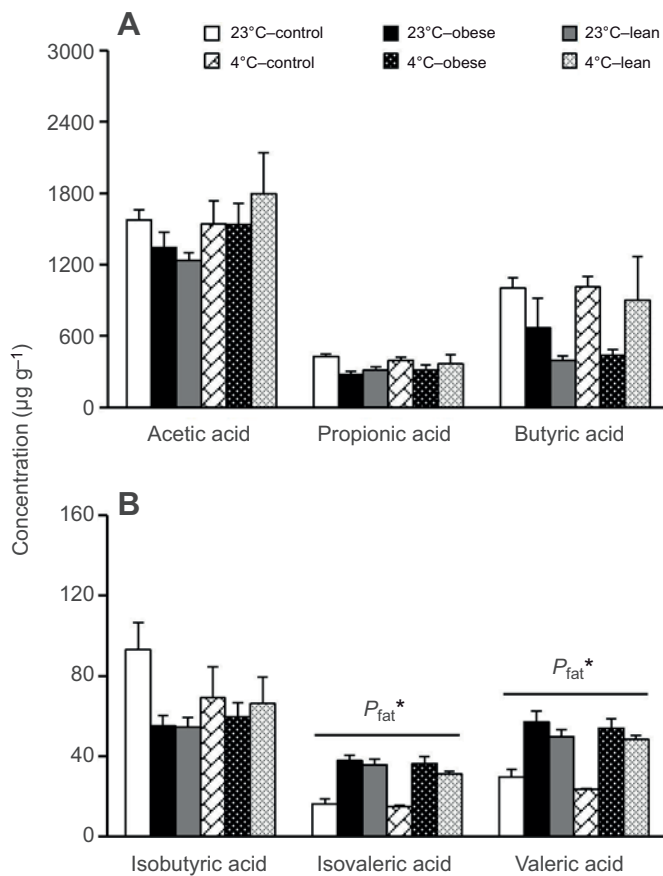 A
23°C–control 23°C–obese 23°C–lean
4°C–control 4°C–obese 4°C–lean
3000
2400
1800
1200
600
0
Acetic acid Propionic acid Butyric acid
Concentration (µg g⁻¹)
B
160
120
80
40
0
Pfat* Pfat*
Isobutyric acid Isovaleric acid Valeric acid